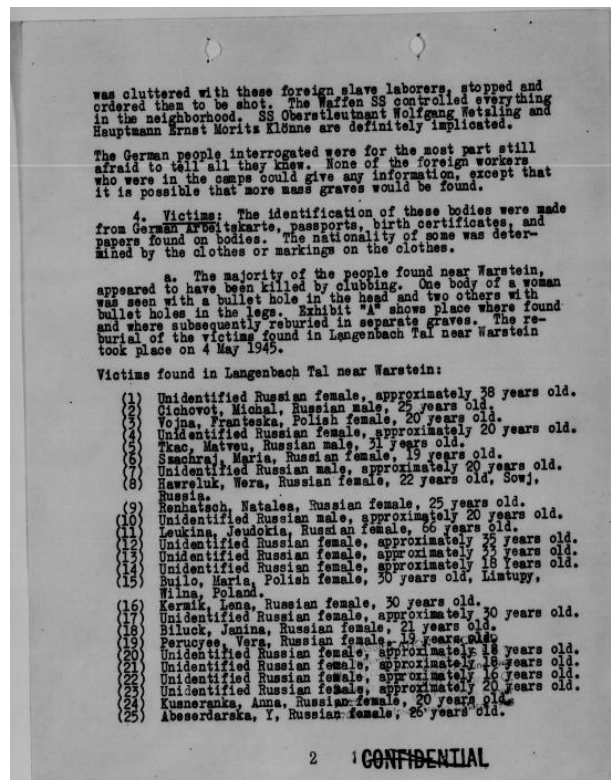 was cluttered with these foreign slave laborers, stopped and
ordered them to be shot. The Waffen SS controlled everything
in the neighborhood. SS Oberstleutnant Wolfgang Wetzling and
Hauptmann Ernst Moritz Klönne are definitely implicated.
The German people interrogated were for the most part still
afraid to tell all they knew. None of the foreign workers
who were in the camps could give any information, except that
it is possible that more mass graves would be found.
4. Victims: The identification of these bodies were made
from German Arbeitskarte, passports, birth certificates, and
papers found on bodies. The nationality of some was deter-
mined by the clothes or markings on the clothes.
a. The majority of the people found near Warstein,
appeared to have been killed by clubbing. One body of a woman
was seen with a bullet hole in the head and two others with
bullet holes in the legs. Exhibit "A" shows place where found
and where subsequently reburied in separate graves. The re-
burial of the victims found in Langenbach Tal near Warstein
took place on 4 May 1945.
Victims found in Langenbach Tal near Warstein:
(1) Unidentified Russian female, approximately 38 years old.
(2) Cichovot, Michal, Russian male, 25 years old.
(3) Vojna, Franteska, Polish female, 20 years old.
(4) Unidentified Russian female, approximately 20 years old.
(5) Tkac, Matveu, Russian male, 31 years old.
(6) Smachraj, Maria, Russian female, 19 years old.
(7) Unidentified Russian male, approximately 20 years old.
(8) Hawreluk, Wera, Russian female, 22 years old, Sowj,
Russia.
(9) Renhatsch, Natalea, Russian female, 25 years old.
(10) Unidentified Russian male, approximately 20 years old.
(11) Leukina, Jeudokia, Russian female, 66 years old.
(12) Unidentified Russian female, approximately 35 years old.
(13) Unidentified Russian female, approximately 33 years old.
(14) Unidentified Russian female, approximately 18 Years old.
(15) Builo, Maria, Polish female, 30 years old, Limtupy,
Wilna, Poland.
(16) Kermik, Lena, Russian female, 30 years old.
(17) Unidentified Russian female, approximately 30 years old.
(18) Biluck, Janina, Russian female, 21 years old.
(19) Perucyee, Vera, Russian female, 19 years old.
(20) Unidentified Russian female, approximately 18 years old.
(21) Unidentified Russian female, approximately 18 years old.
(22) Unidentified Russian female, approximately 16 years old.
(23) Unidentified Russian female, approximately 20 years old.
(24) Kusneranka, Anna, Russian female, 20 years old.
(25) Abeserdarska, Y, Russian female, 26 years old.
2 CONFIDENTIAL